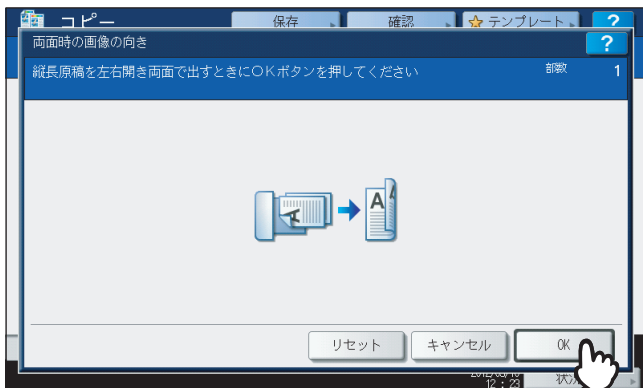 コピー 保存 確認 テンプレート ?
両面時の画像の向き ?
縦長原稿を左右開き両面で出すときにOKボタンを押してください 部数 1
A A
リセット キャンセル OK
12:23